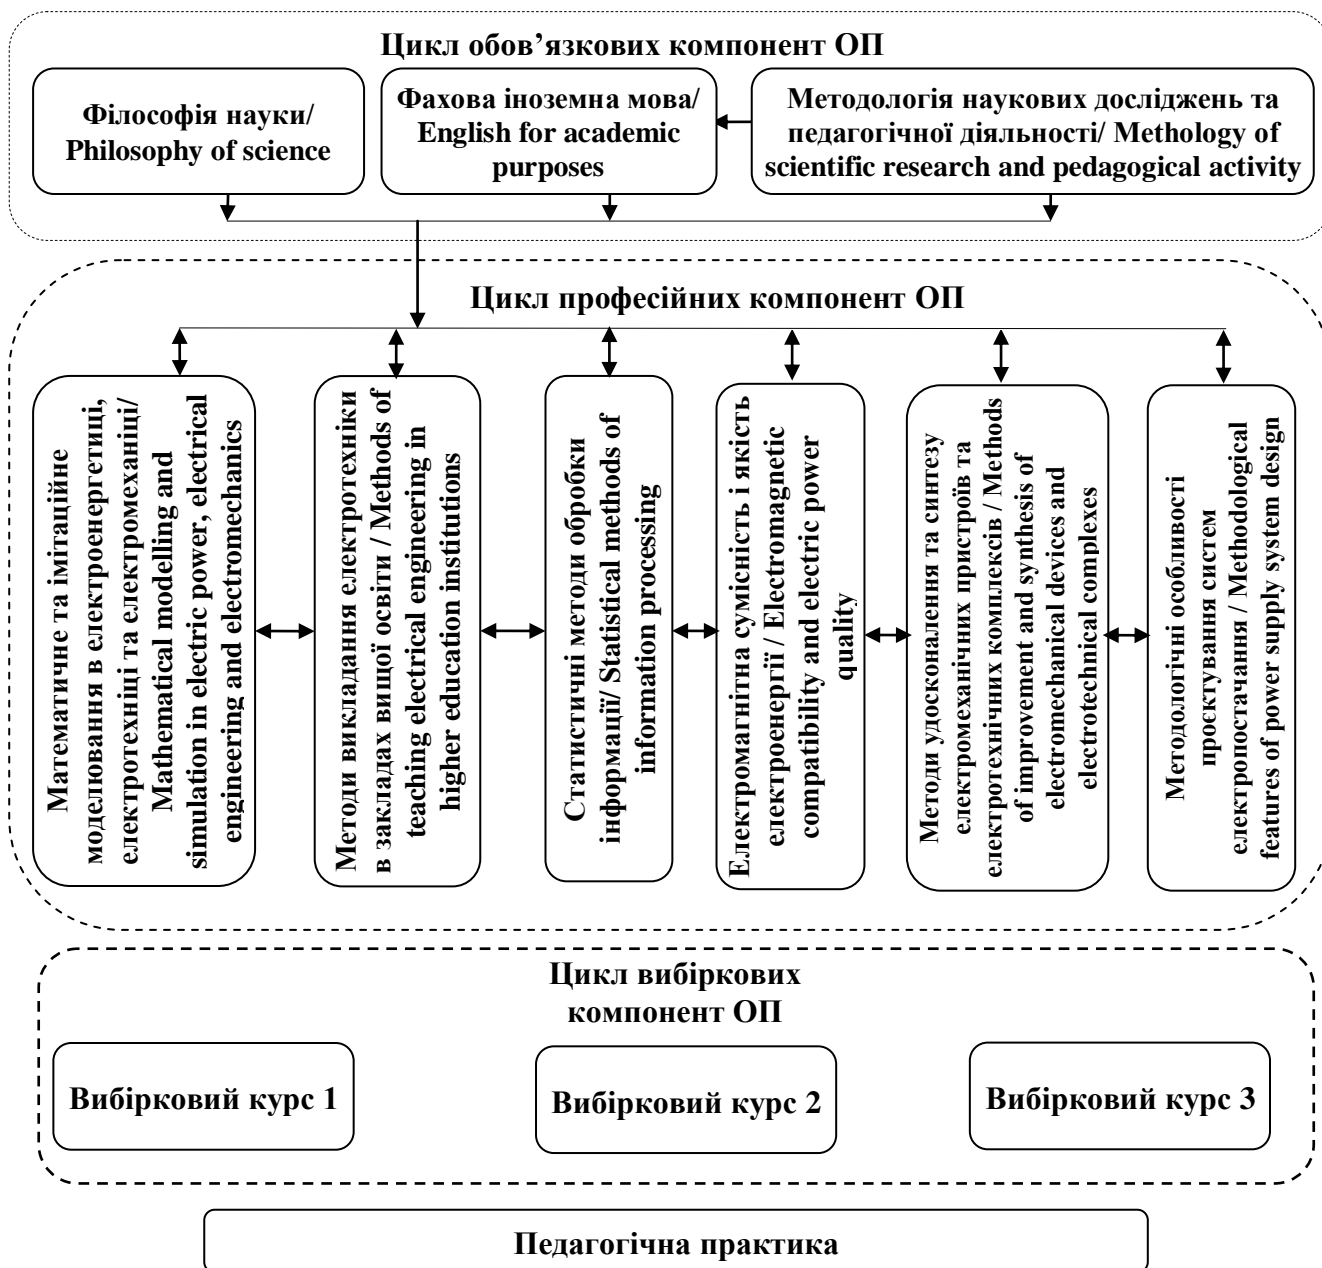 Цикл обов’язкових компонент ОП
Філософія науки/
Philosophy of science
Фахова іноземна мова/
English for academic
purposes
Методологія наукових досліджень та
педагогічної діяльності/ Methology of
scientific research and pedagogical activity
Цикл професійних компонент ОП
Математичне та імітаційне
моделювання в електроенергетиці,
електротехніці та електромеханіці/
Mathematical modelling and
simulation in electric power, electrical
engineering and electromechanics
Методи викладання електротехніки
в закладах вищої освіти / Methods of
teaching electrical engineering in
higher education institutions
Статистичні методи обробки
інформації/ Statistical methods of
information processing
Електромагнітна сумісність і якість
електроенергії / Electromagnetic
compatibility and electric power
quality
Методи удосконалення та синтезу
електромеханічних пристроїв та
електротехнічних комплексів / Methods
of improvement and synthesis of
electromechanical devices and
electrotechnical complexes
Методологічні особливості
проєктування систем
електропостачання / Methodological
features of power supply system design
Цикл вибіркових
компонент ОП
Вибірковий курс 1
Вибірковий курс 2
Вибірковий курс 3
Педагогічна практика